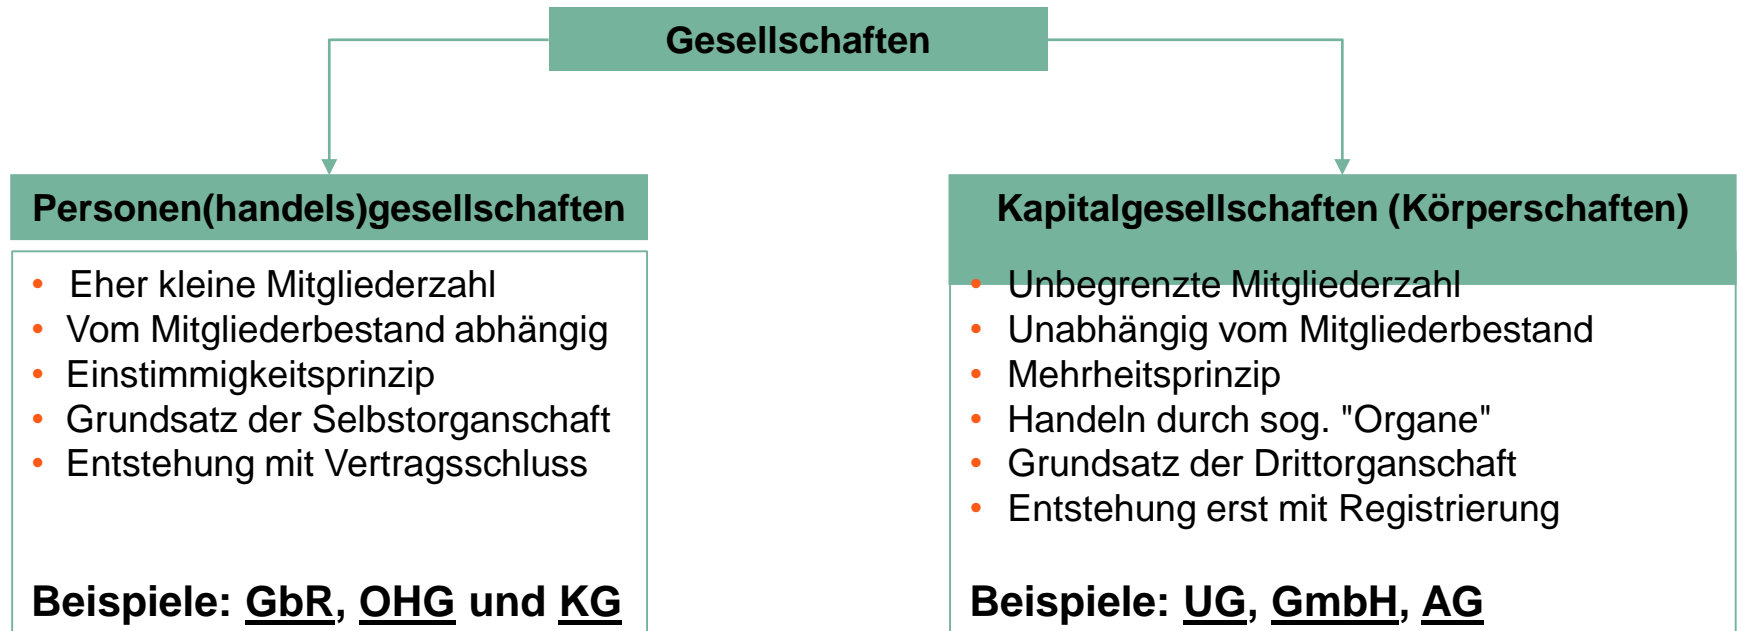 Gesellschaften
Personen(handels)gesellschaften
• Eher kleine Mitgliederzahl
• Vom Mitgliederbestand abhängig
• Einstimmigkeitsprinzip
• Grundsatz der Selbstorganschaft
• Entstehung mit Vertragsschluss
Beispiele: GbR, OHG und KG
Kapitalgesellschaften (Körperschaften)
• Unbegrenzte Mitgliederzahl
• Unabhängig vom Mitgliederbestand
• Mehrheitsprinzip
• Handeln durch sog. "Organe"
• Grundsatz der Drittorganschaft
• Entstehung erst mit Registrierung
Beispiele: UG, GmbH, AG